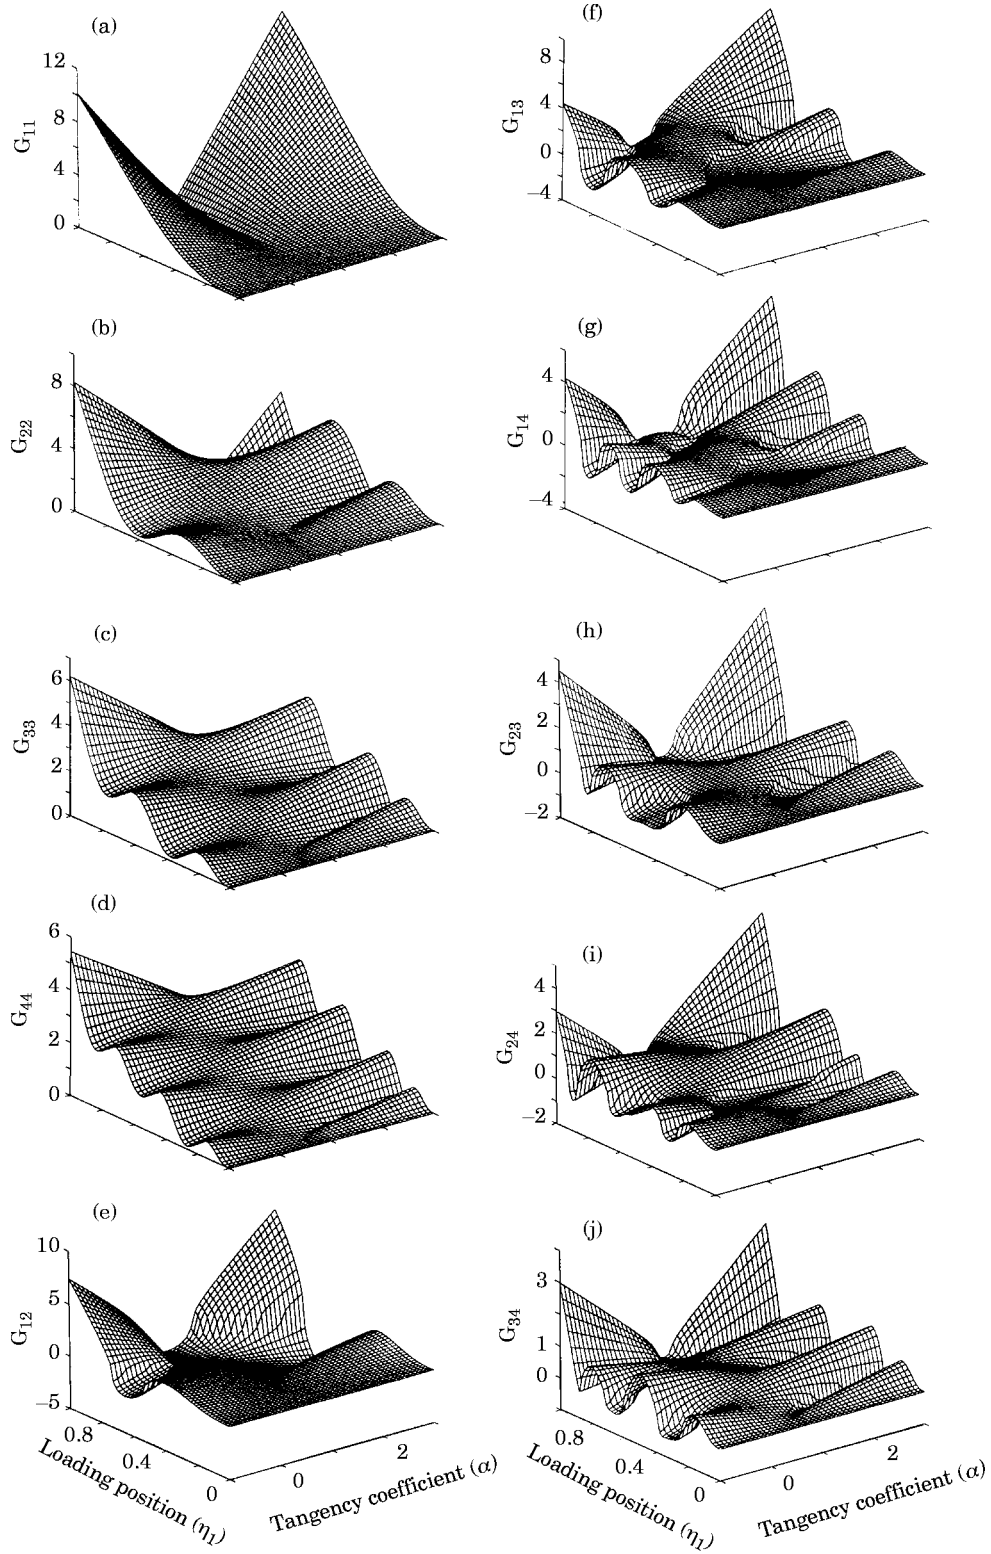 (a)
12
8
4
0
G11
(b)
8
4
0
G22
(c)
6
4
2
0
G33
(d)
6
4
2
0
G44
(e)
10
5
0
−5
G12
0.8
0.4
0
Loading position (η1)
0
2
Tangency coefficient (α)
(f)
8
4
0
−4
G13
(g)
4
0
−4
G14
(h)
4
2
0
−2
G23
(i)
4
2
0
−2
G24
(j)
3
1
0
G34
0.8
0.4
0
Loading position (η1)
0
2
Tangency coefficient (α)